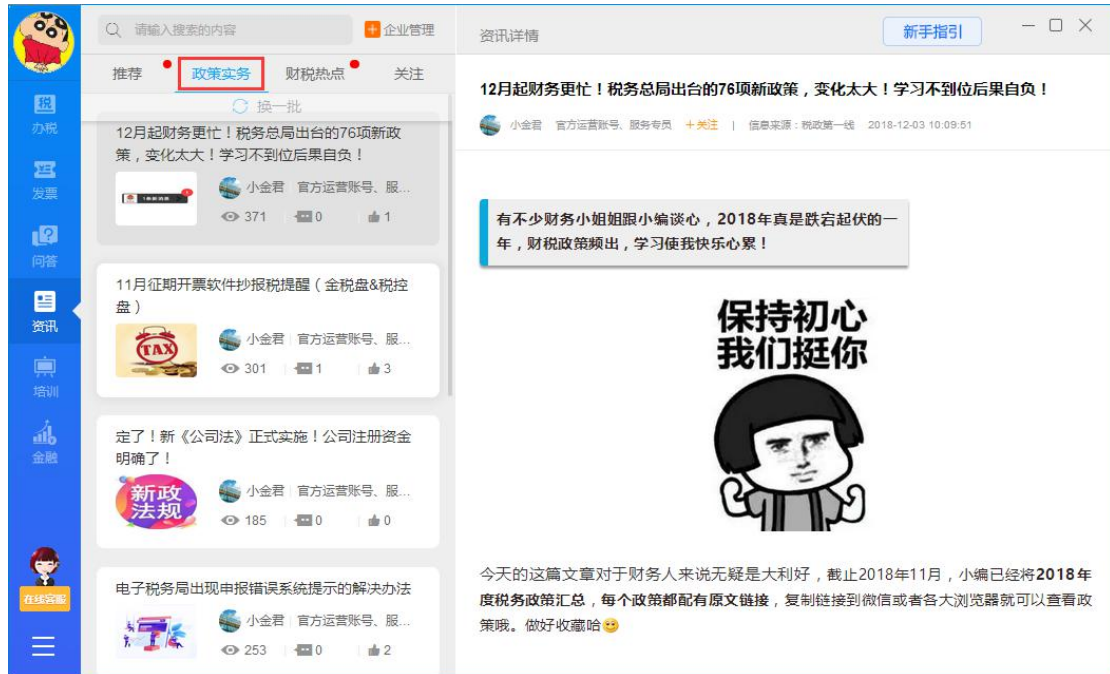 请输入搜索的内容
企业管理
推荐
政策实务
财税热点
关注
换一批
税
办税
发票
问答
资讯
培训
金融
在线客服
12月起财务更忙！税务总局出台的76项新政
策，变化太大！学习不到位后果自负！
小金君 官方运营账号、服...
371 0 1
11月征期开票软件抄报税提醒（金税盘&税控
盘）
TAX
小金君 官方运营账号、服...
301 1 3
定了！新《公司法》正式实施！公司注册资金
明确了！
新政
法规
小金君 官方运营账号、服...
185 0 0
电子税务局出现申报错误系统提示的解决办法
小金君 官方运营账号、服...
253 0 2
资讯详情
新手指引
12月起财务更忙！税务总局出台的76项新政策，变化太大！学习不到位后果自负！
小金君 官方运营账号、服务专员 +关注 | 信息来源：税政第一线 2018-12-03 10:09:51
有不少财务小姐姐跟小编谈心，2018年真是跌宕起伏的一
年，财税政策频出，学习使我快乐心累！
保持初心
我们挺你
今天的这篇文章对于财务人来说无疑是大利好，截止2018年11月，小编已经将2018年
度税务政策汇总，每个政策都配有原文链接，复制链接到微信或者各大浏览器就可以查看政
策哦。做好收藏哈